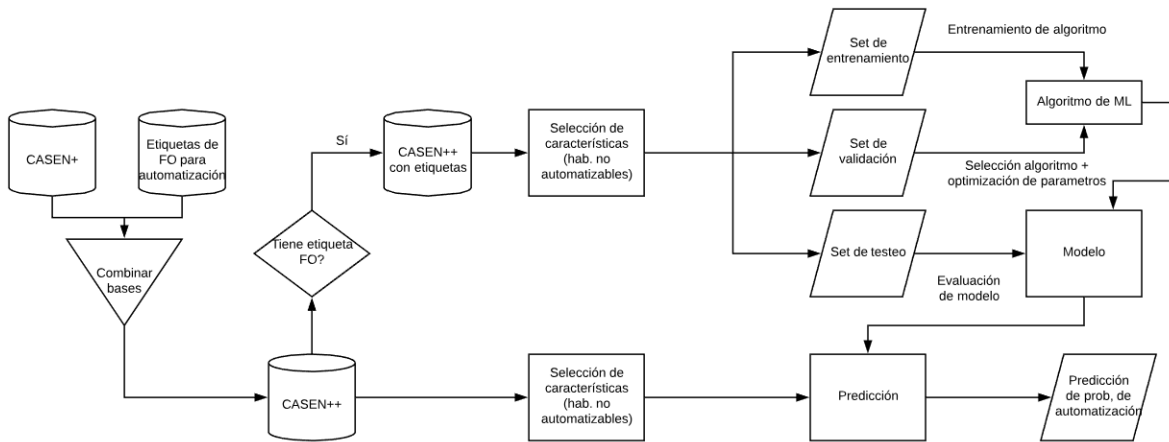 CASEN+
Etiquetas de
FO para
automatización
Combinar
bases
Sí
Tiene etiqueta
FO?
CASEN++
con etiquetas
CASEN++
Selección de
características
(hab. no
automatizables)
Selección de
características
(hab. no
automatizables)
Set de
entrenamiento
Entrenamiento de algoritmo
Algoritmo de ML
Set de
validación
Selección algoritmo +
optimización de parametros
Set de testeo
Evaluación
de modelo
Modelo
Predicción
Predicción
de prob, de
automatización